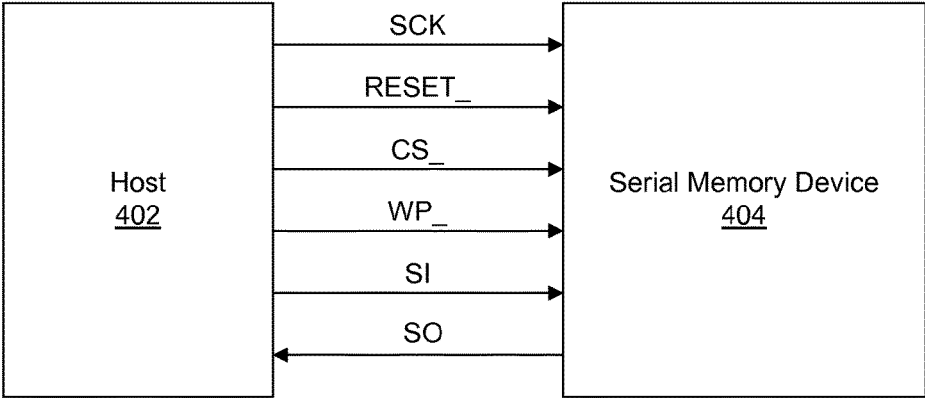 SCK
RESET_
CS_
WP_
SI
SO
Host
402
Serial Memory Device
404